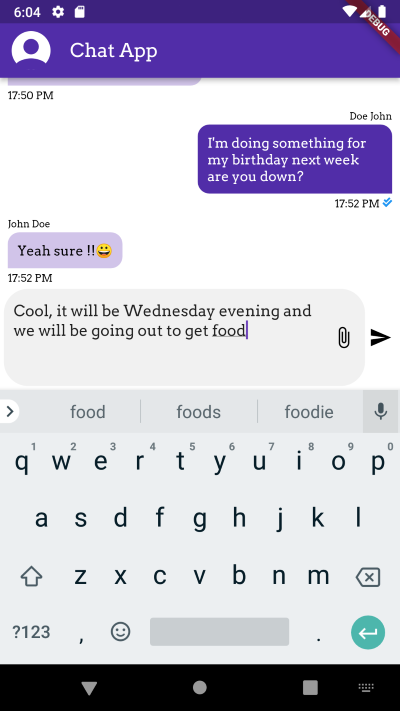 6:04
DEBUG
Chat App
17:50 PM
Doe John
I'm doing something for
my birthday next week
are you down?
17:52 PM
John Doe
Yeah sure !!😀
17:52 PM
Cool, it will be Wednesday evening and
we will be going out to get food
food foods foodie
1 2 3 4 5 6 7 8 9 0
q w e r t y u i o p
a s d f g h j k l
z x c v b n m
?123 , .